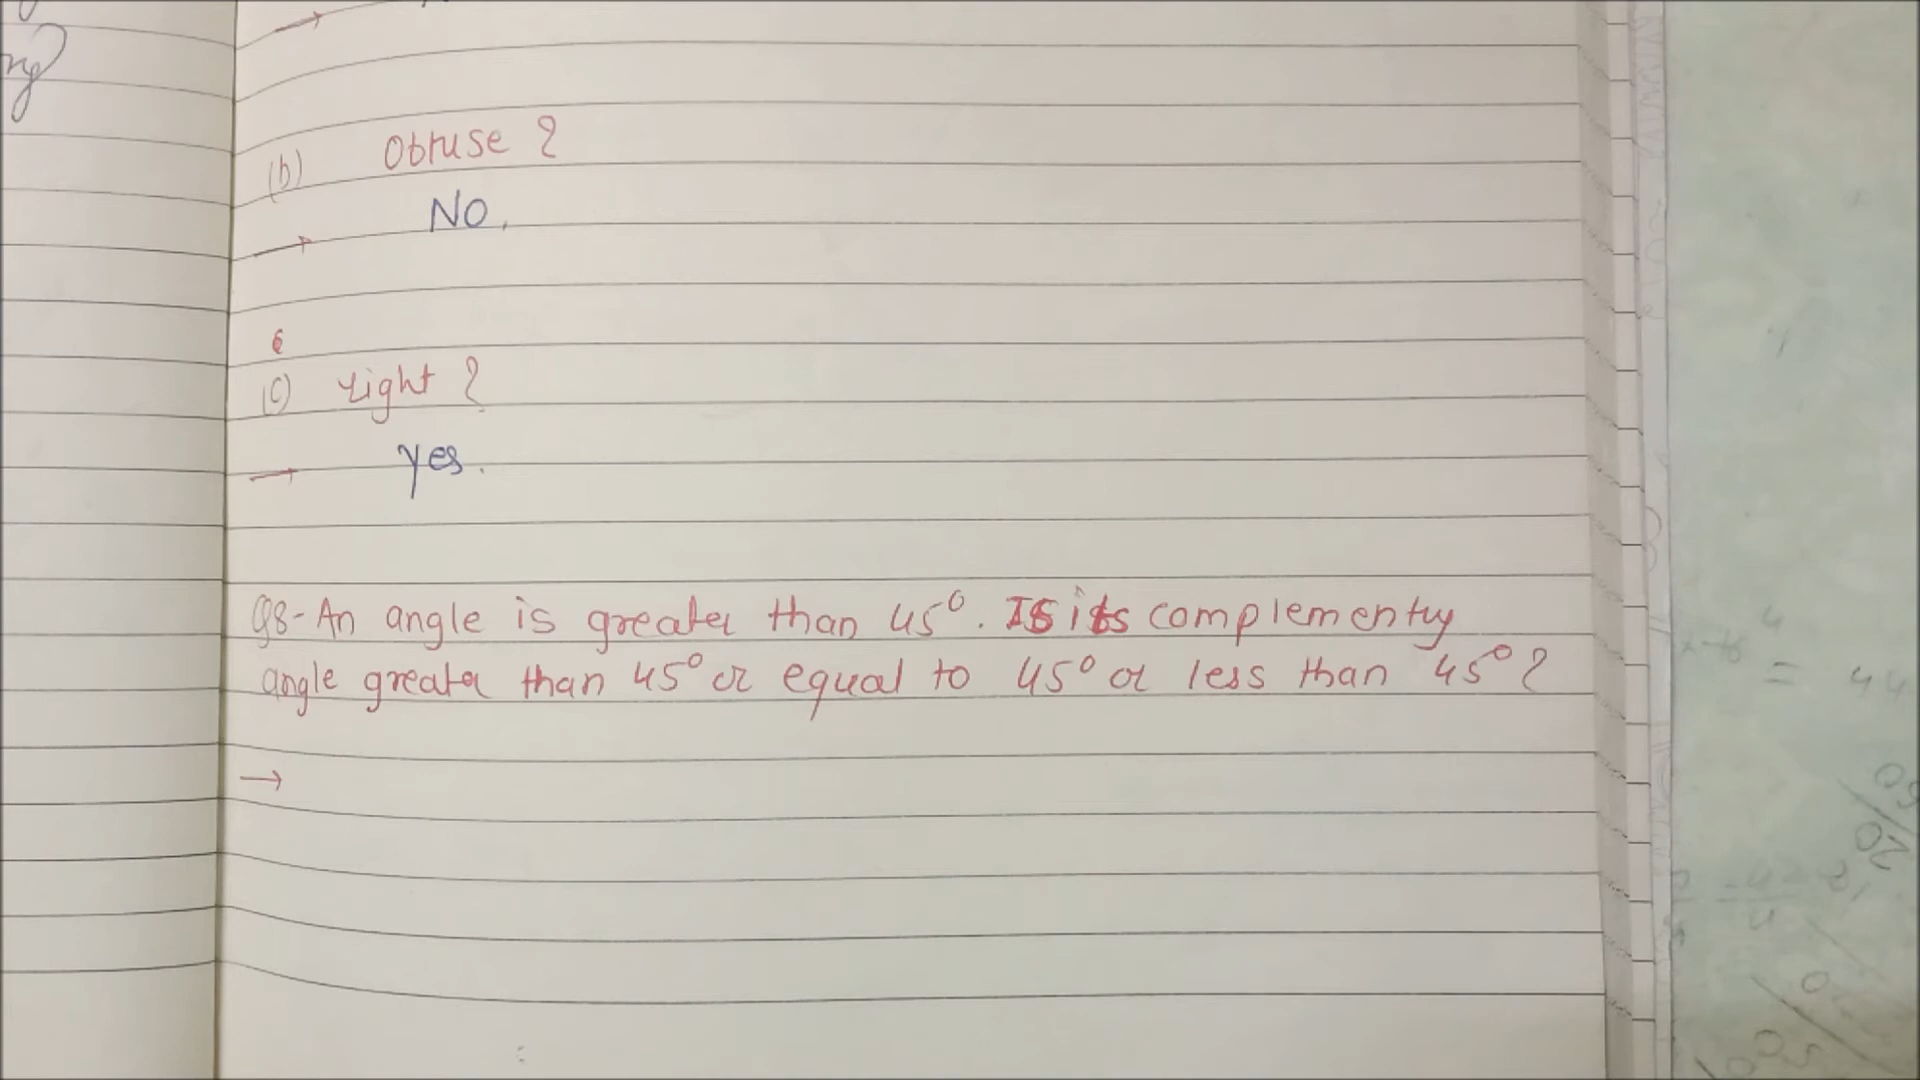 (b) Obtuse ?
NO.
(c) right ?
Yes.
Q8- An angle is greater than 45°. Is its complementy
angle greater than 45° or equal to 45° or less than 45° ?
→